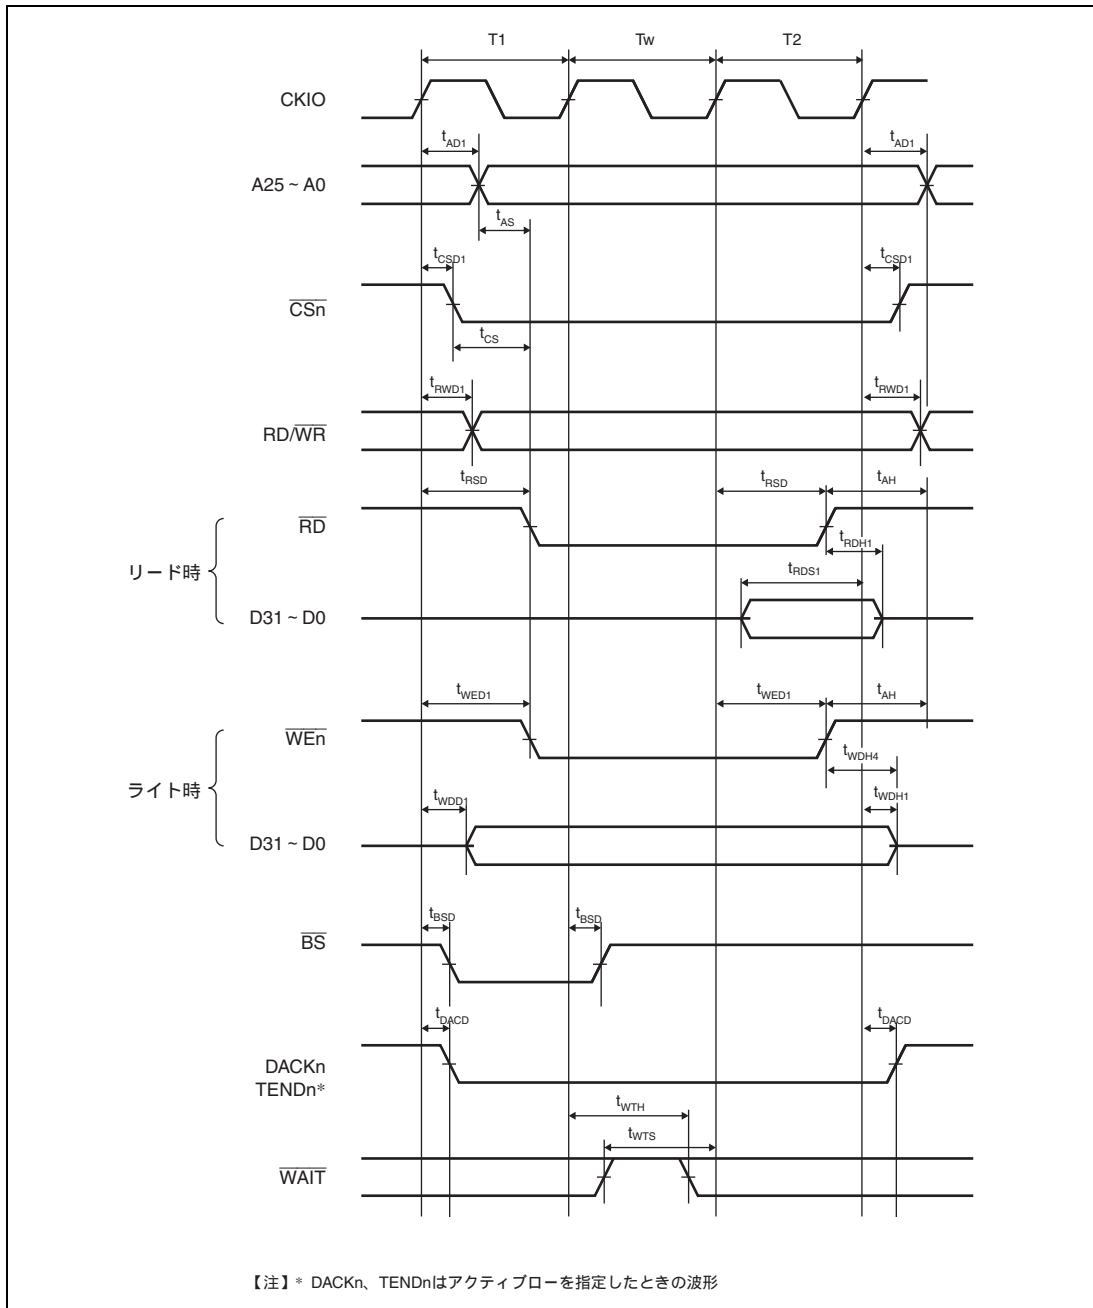 T1 Tw T2
CKIO
tAD1 tAD1
A25 ~ A0
tAS
tCSD1 tCSD1
CSn
tCS
tRWD1 tRWD1
RD/WR
tRSD tRSD tAH
RD
tRDH1
リード時
tRDS1
D31 ~ D0
tWED1 tWED1 tAH
WEn
tWDH4
ライト時
tWDD1 tWDH1
D31 ~ D0
tBSD tBSD
BS
tDACD tDACD
DACKn
TENDn*
tWTH
tWTS
WAIT
【注】* DACKn、TENDnはアクティブローを指定したときの波形